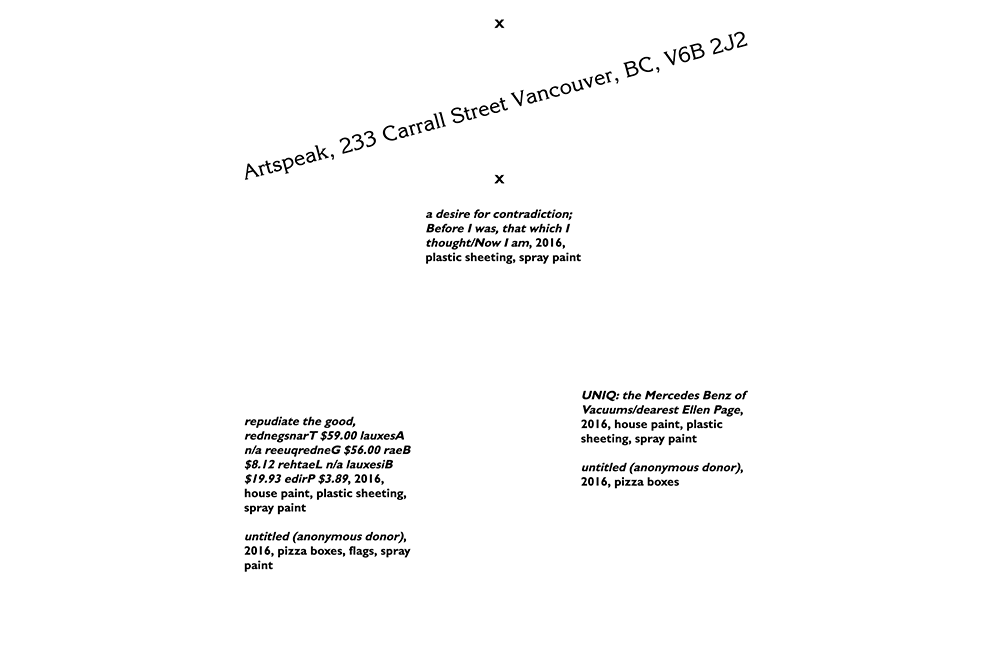 x
Artspeak, 233 Carrall Street Vancouver, BC, V6B 2J2
x
a desire for contradiction;
Before I was, that which I
thought/Now I am, 2016,
plastic sheeting, spray paint
repudiate the good,
rednegsnarT $59.00 lauxesA
n/a reeuqredneG $56.00 raeB
$8.12 rehtaeL n/a lauxesiB
$19.93 edirP $3.89, 2016,
house paint, plastic sheeting,
spray paint
untitled (anonymous donor),
2016, pizza boxes, flags, spray
paint
UNIQ: the Mercedes Benz of
Vacuums/dearest Ellen Page,
2016, house paint, plastic
sheeting, spray paint
untitled (anonymous donor),
2016, pizza boxes